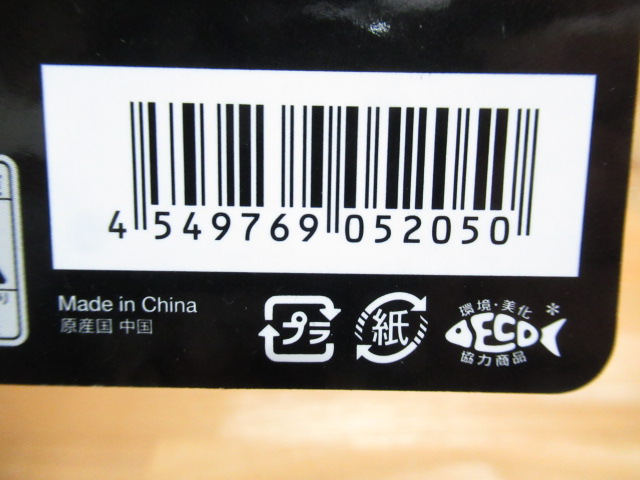 4 549769 052050
Made in China
原産国 中国
プラ
紙
環境・美化
ECO
協力商品